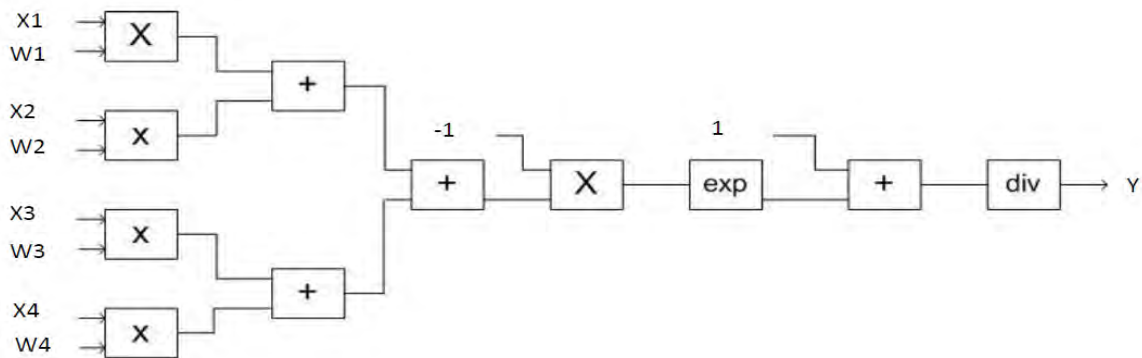 X1
X
W1
+
X2
x
W2
-1
1
+
X
exp
+
div
Y
X3
x
W3
+
X4
x
W4